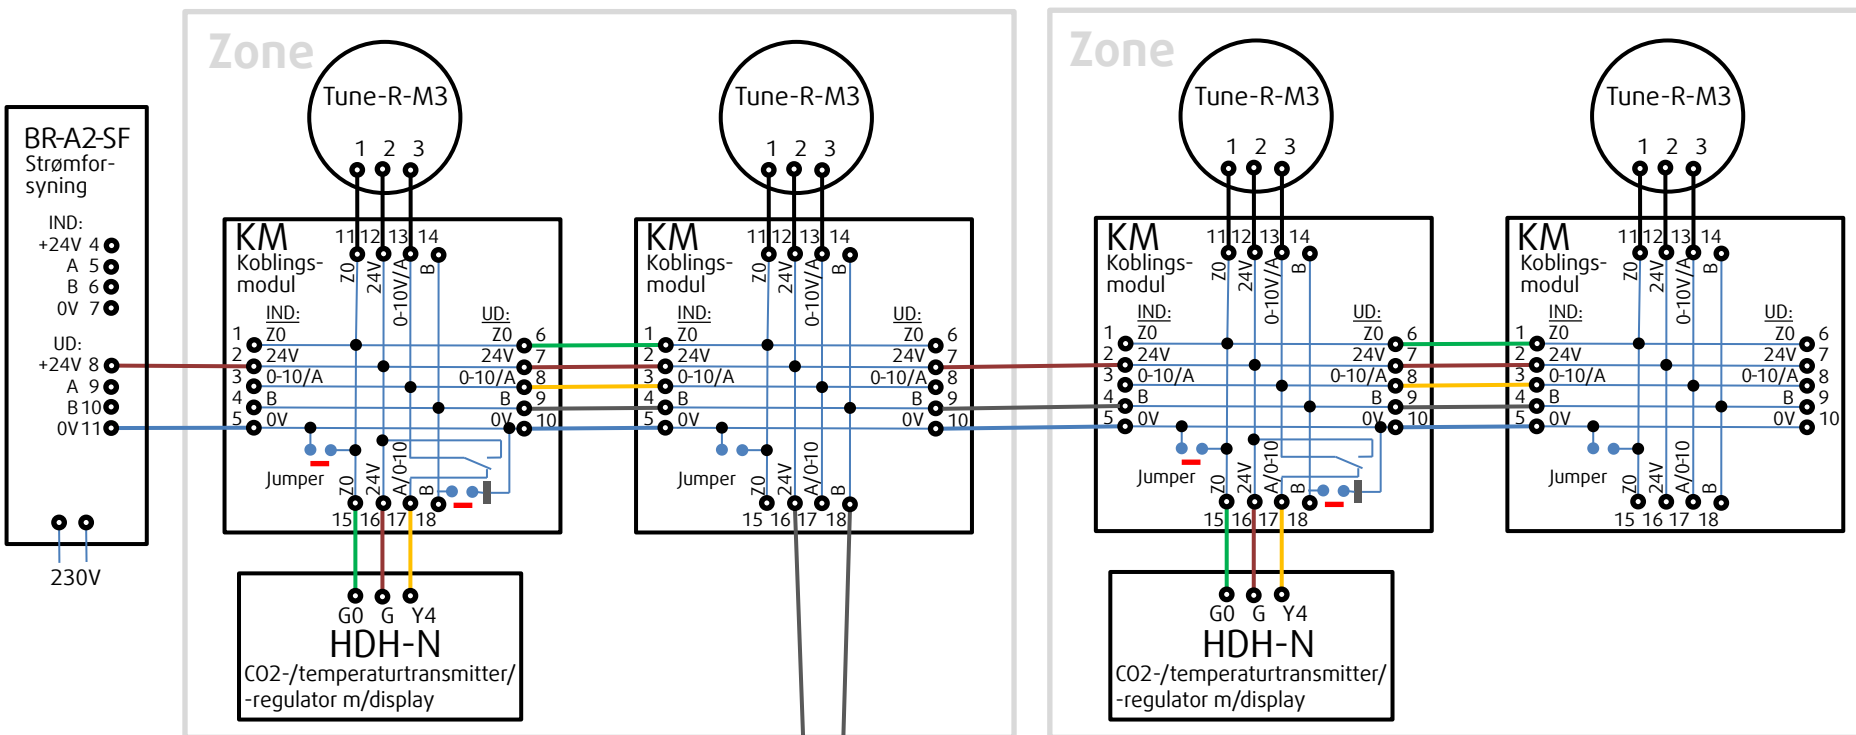 Zone
Zone
Tune-R-M3
1 2 3
Tune-R-M3
1 2 3
Tune-R-M3
1 2 3
Tune-R-M3
1 2 3
BR-A2-SF
Strømfor-
syning
IND:
+24V 4
A 5
B 6
0V 7
UD:
+24V 8
A 9
B 10
0V 11
230V
KM
Koblings-
modul
11 12 13 14
Z0 24V 0-10V/A B
IND: UD:
1 Z0 Z0 6
2 24V 24V 7
3 0-10/A 0-10/A 8
4 B B 9
5 0V 0V 10
Jumper
Z0 24V A/0-10 B
15 16 17 18
G0 G Y4
HDH-N
CO2-/temperaturtransmitter/
-regulator m/display
KM
Koblings-
modul
11 12 13 14
Z0 24V 0-10V/A B
IND: UD:
1 Z0 Z0 6
2 24V 24V 7
3 0-10/A 0-10/A 8
4 B B 9
5 0V 0V 10
Jumper
Z0 24V A/0-10 B
15 16 17 18
KM
Koblings-
modul
11 12 13 14
Z0 24V 0-10V/A B
IND: UD:
1 Z0 Z0 6
2 24V 24V 7
3 0-10/A 0-10/A 8
4 B B 9
5 0V 0V 10
Jumper
Z0 24V A/0-10 B
15 16 17 18
G0 G Y4
HDH-N
CO2-/temperaturtransmitter/
-regulator m/display
KM
Koblings-
modul
11 12 13 14
Z0 24V 0-10V/A B
IND: UD:
1 Z0 Z0 6
2 24V 24V 7
3 0-10/A 0-10/A 8
4 B B 9
5 0V 0V 10
Jumper
Z0 24V A/0-10 B
15 16 17 18